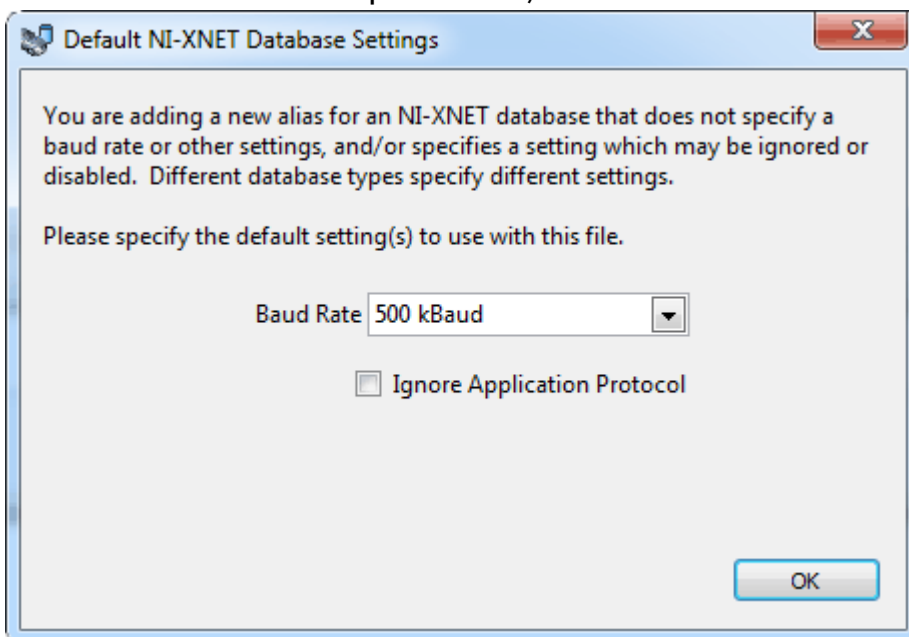 Default NI-XNET Database Settings
You are adding a new alias for an NI-XNET database that does not specify a
baud rate or other settings, and/or specifies a setting which may be ignored or
disabled.  Different database types specify different settings.
Please specify the default setting(s) to use with this file.
Baud Rate 500 kBaud
Ignore Application Protocol
OK